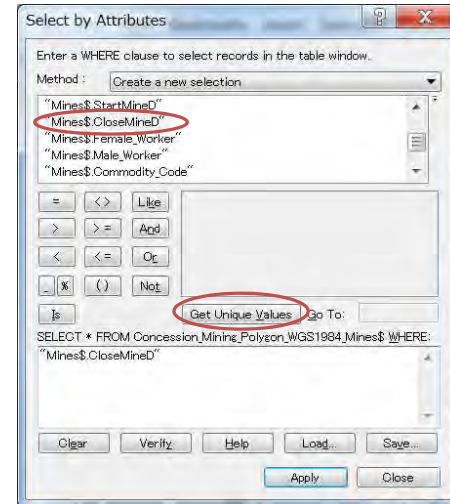 Select by Attributes
Enter a WHERE clause to select records in the table window.
Method : Create a new selection
"Mines$.StartMineD"
"Mines$.CloseMineD"
"Mines$.Female_Worker"
"Mines$.Male_Worker"
"Mines$.Commodity_Code"
= <> Like
> >= And
< <= Or
_ % () Not
Is Get Unique Values Go To:
SELECT * FROM Concession_Mining_Polygon_WGS1984_Mines$ WHERE:
"Mines$.CloseMineD"
Clear Verify Help Load... Save...
Apply Close